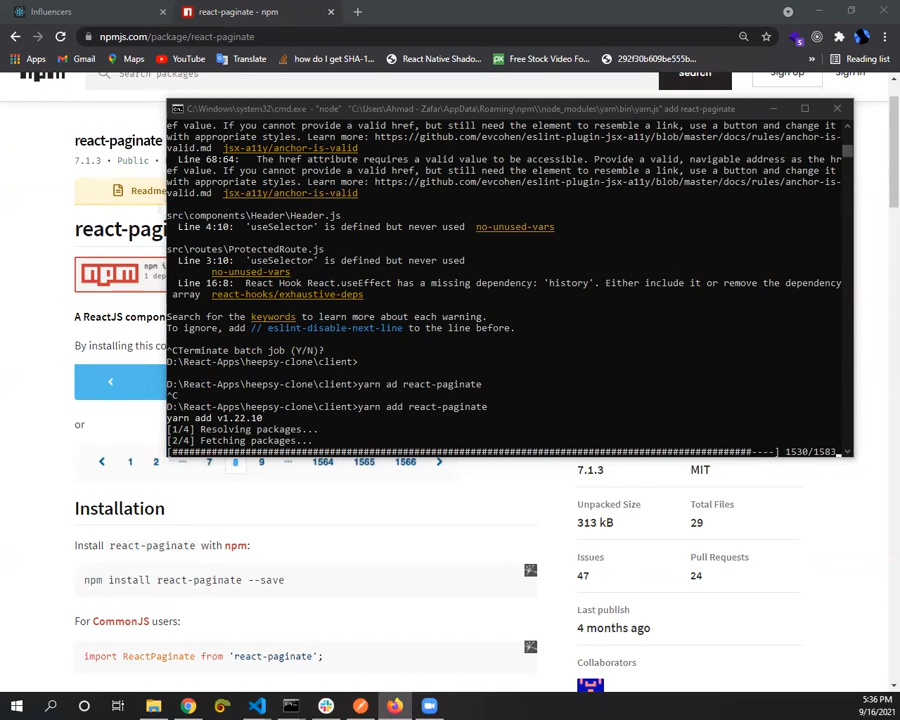 Influencers
react-paginate - npm
npmjs.com/package/react-paginate
Apps
Gmail
Maps
YouTube
Translate
how do I get SHA-1...
React Native Shado...
Free Stock Video Fo...
292f30b609be555b...
Reading list
Search packages
Search
Sign Up
Sign In
C:\Windows\system32\cmd.exe - "node" "C:\Users\Ahmad - Zafar\AppData\Roaming\npm\\node_modules\yarn\bin\yarn.js" add react-paginate
ef value. If you cannot provide a valid href, but still need the element to resemble a link, use a button and change it
with appropriate styles. Learn more: https://github.com/evcohen/eslint-plugin-jsx-a11y/blob/master/docs/rules/anchor-is-
valid.md  jsx-a11y/anchor-is-valid
Line 68:64:  The href attribute requires a valid value to be accessible. Provide a valid, navigable address as the hr
ef value. If you cannot provide a valid href, but still need the element to resemble a link, use a button and change it
with appropriate styles. Learn more: https://github.com/evcohen/eslint-plugin-jsx-a11y/blob/master/docs/rules/anchor-is-
valid.md  jsx-a11y/anchor-is-valid
src\components\Header\Header.js
Line 4:10:  'useSelector' is defined but never used  no-unused-vars
src\routes\ProtectedRoute.js
Line 3:10:  'useSelector' is defined but never used
no-unused-vars
Line 16:8:  React Hook React.useEffect has a missing dependency: 'history'. Either include it or remove the dependency
array  react-hooks/exhaustive-deps
Search for the keywords to learn more about each warning.
To ignore, add // eslint-disable-next-line to the line before.
^CTerminate batch job (Y/N)?
D:\React-Apps\heepsy-clone\client>
D:\React-Apps\heepsy-clone\client>yarn ad react-paginate
^C
D:\React-Apps\heepsy-clone\client>yarn add react-paginate
yarn add v1.22.10
[1/4] Resolving packages...
[2/4] Fetching packages...
[####################################################################################################----] 1530/1583
react-paginate
7.1.3 • Public
Readme
react-pagi
npm
npm i
1 dep
A ReactJS compon
By installing this co
or
1 2 ... 7 8 9 ... 1564 1565 1566
Installation
Install react-paginate with npm:
npm install react-paginate --save
For CommonJS users:
import ReactPaginate from 'react-paginate';
7.1.3
MIT
Unpacked Size
Total Files
313 kB
29
Issues
Pull Requests
47
24
Last publish
4 months ago
Collaborators
5:36 PM
9/16/2021